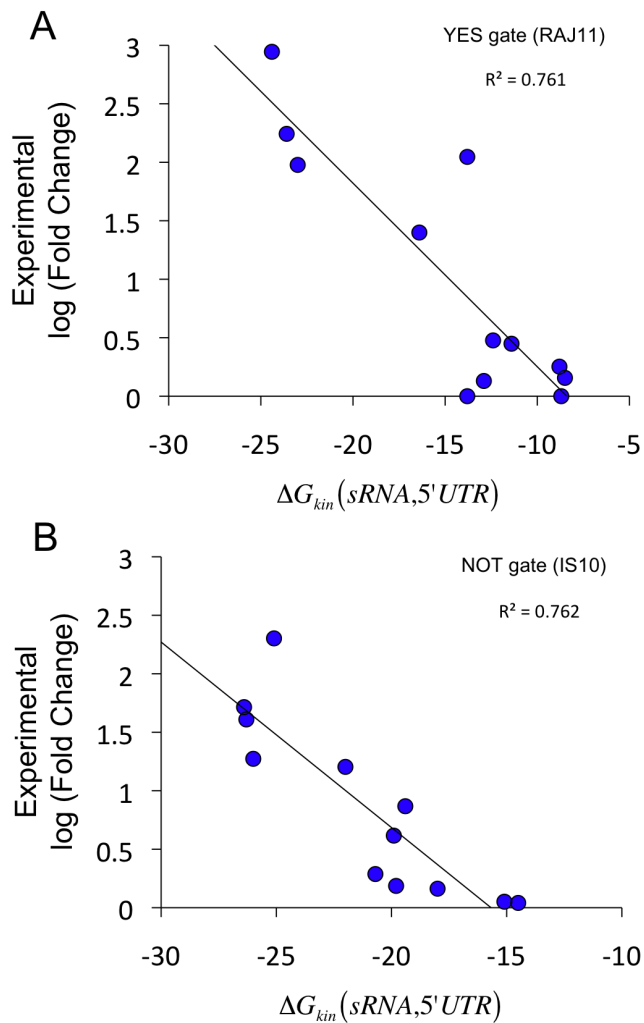 A
YES gate (RAJ11)
R² = 0.761
Experimental
log (Fold Change)
3
2.5
2
1.5
1
0.5
0
-30 -25 -20 -15 -10 -5
ΔGkin(sRNA,5'UTR)
B
NOT gate (IS10)
R² = 0.762
Experimental
log (Fold Change)
3
2.5
2
1.5
1
0.5
0
-30 -25 -20 -15 -10
ΔGkin(sRNA,5'UTR)